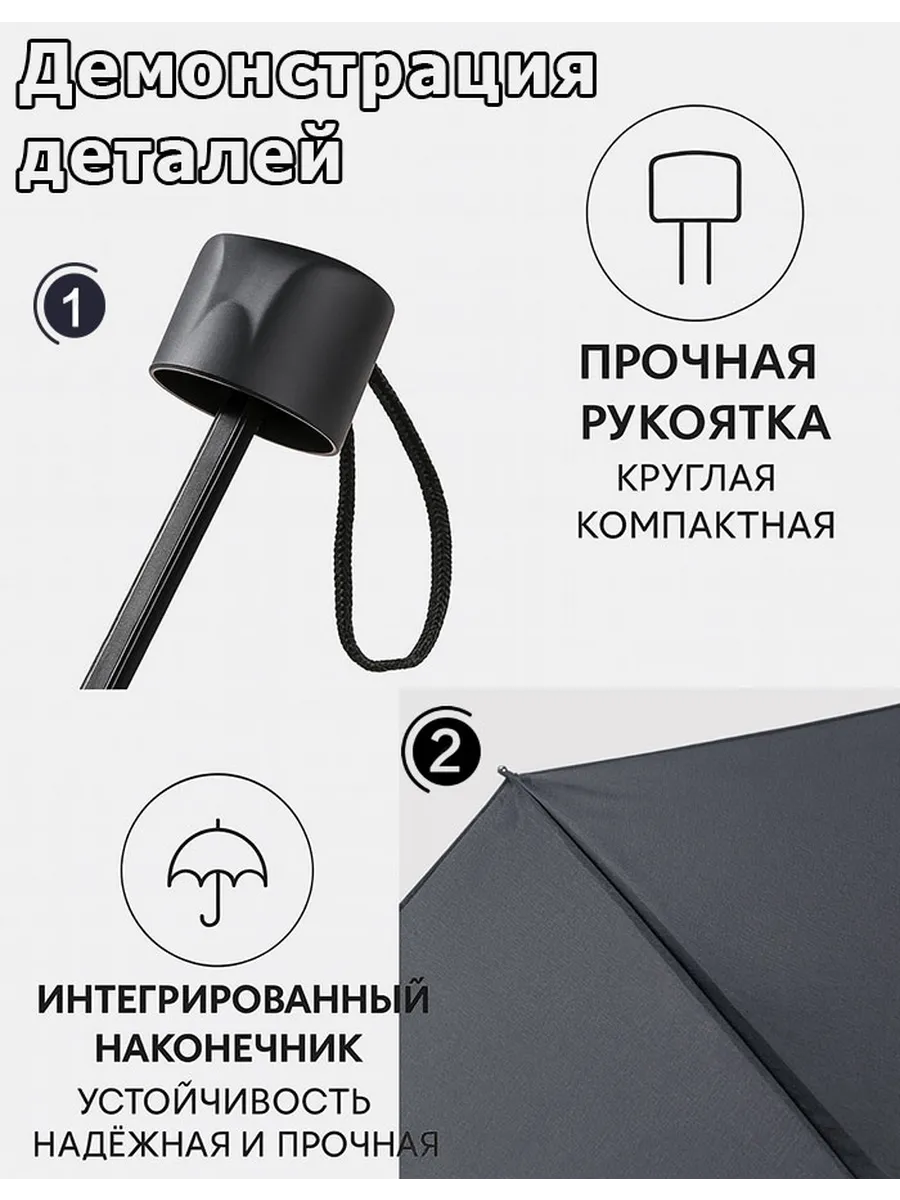 Демонстрация
деталей
1
ПРОЧНАЯ
РУКОЯТКА
КРУГЛАЯ
КОМПАКТНАЯ
2
ИНТЕГРИРОВАННЫЙ
НАКОНЕЧНИК
УСТОЙЧИВОСТЬ
НАДЁЖНАЯ И ПРОЧНАЯ